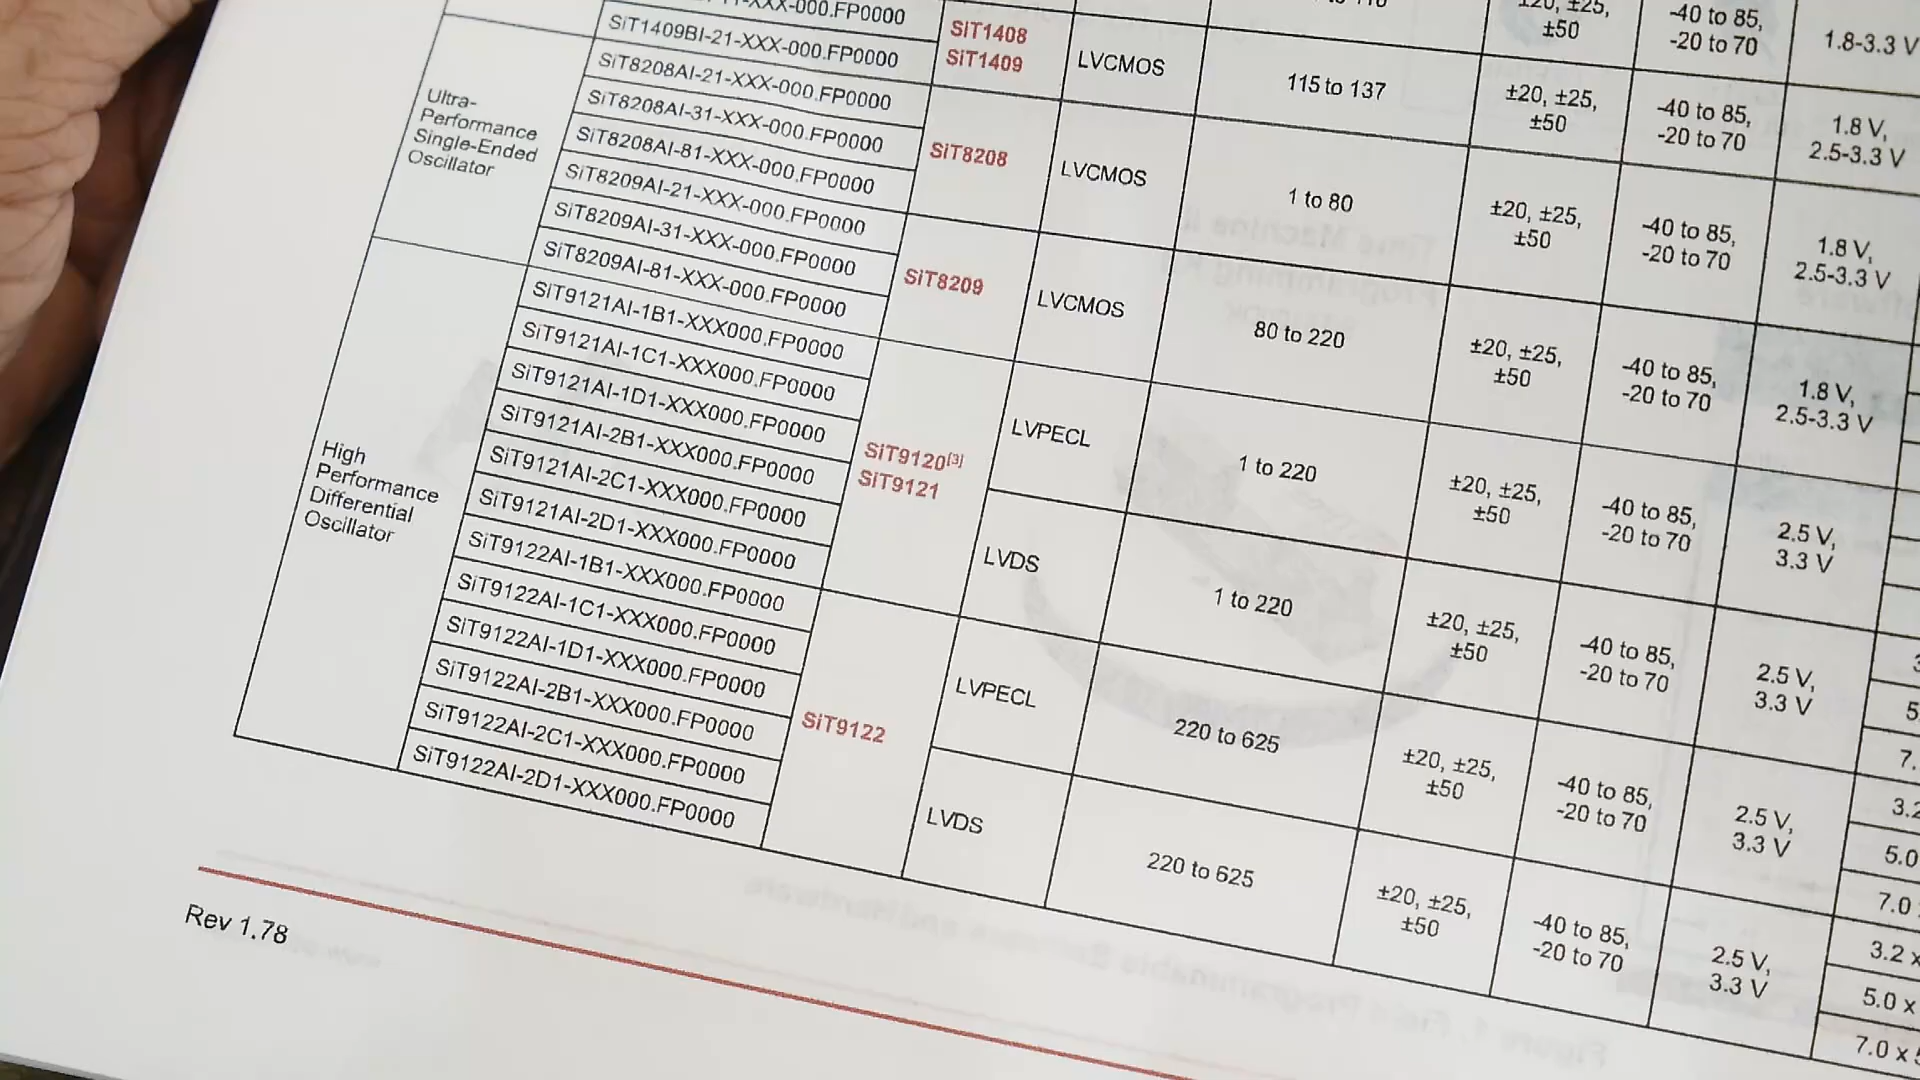 SiT1409BI-21-XXX-000.FP0000
SiT8208AI-21-XXX-000.FP0000
SiT8208AI-31-XXX-000.FP0000
SiT8208AI-81-XXX-000.FP0000
SiT8209AI-21-XXX-000.FP0000
SiT8209AI-31-XXX-000.FP0000
SiT8209AI-81-XXX-000.FP0000
SiT9121AI-1B1-XXX000.FP0000
SiT9121AI-1C1-XXX000.FP0000
SiT9121AI-1D1-XXX000.FP0000
SiT9121AI-2B1-XXX000.FP0000
SiT9121AI-2C1-XXX000.FP0000
SiT9121AI-2D1-XXX000.FP0000
SiT9122AI-1B1-XXX000.FP0000
SiT9122AI-1C1-XXX000.FP0000
SiT9122AI-1D1-XXX000.FP0000
SiT9122AI-2B1-XXX000.FP0000
SiT9122AI-2C1-XXX000.FP0000
SiT9122AI-2D1-XXX000.FP0000
Ultra-
Performance
Single-Ended
Oscillator
High
Performance
Differential
Oscillator
SiT1408
SiT1409
SiT8208
SiT8209
SiT9120[3]
SiT9121
SiT9122
LVCMOS
LVCMOS
LVCMOS
LVPECL
LVDS
LVPECL
LVDS
115 to 137
1 to 80
80 to 220
1 to 220
1 to 220
220 to 625
220 to 625
±50
±20, ±25,
±50
±20, ±25,
±50
±20, ±25,
±50
±20, ±25,
±50
±20, ±25,
±50
±20, ±25,
±50
±20, ±25,
±50
-40 to 85,
-20 to 70
-40 to 85,
-20 to 70
-40 to 85,
-20 to 70
-40 to 85,
-20 to 70
-40 to 85,
-20 to 70
-40 to 85,
-20 to 70
-40 to 85,
-20 to 70
-40 to 85,
-20 to 70
1.8-3.3 V
1.8 V,
2.5-3.3 V
1.8 V,
2.5-3.3 V
1.8 V,
2.5-3.3 V
2.5 V,
3.3 V
2.5 V,
3.3 V
2.5 V,
3.3 V
2.5 V,
3.3 V
5.0
7.0
3.2 x
5.0 x
7.0 x
Rev 1.78